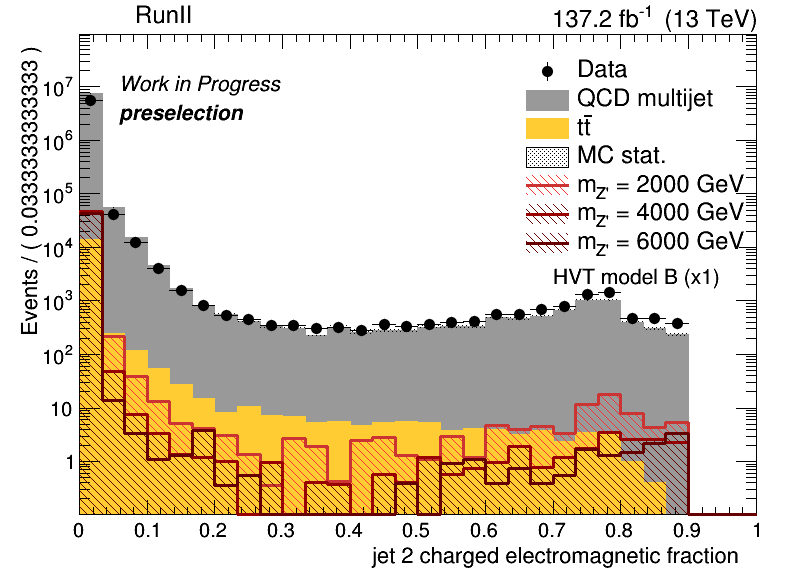 RunII
137.2 fb⁻¹ (13 TeV)
Events / ( 0.0333333333333 )
10⁷
10⁶
10⁵
10⁴
10³
10²
10
1
Work in Progress
preselection
Data
QCD multijet
tt̄
MC stat.
m_Z' = 2000 GeV
m_Z' = 4000 GeV
m_Z' = 6000 GeV
HVT model B (x1)
0 0.1 0.2 0.3 0.4 0.5 0.6 0.7 0.8 0.9 1
jet 2 charged electromagnetic fraction